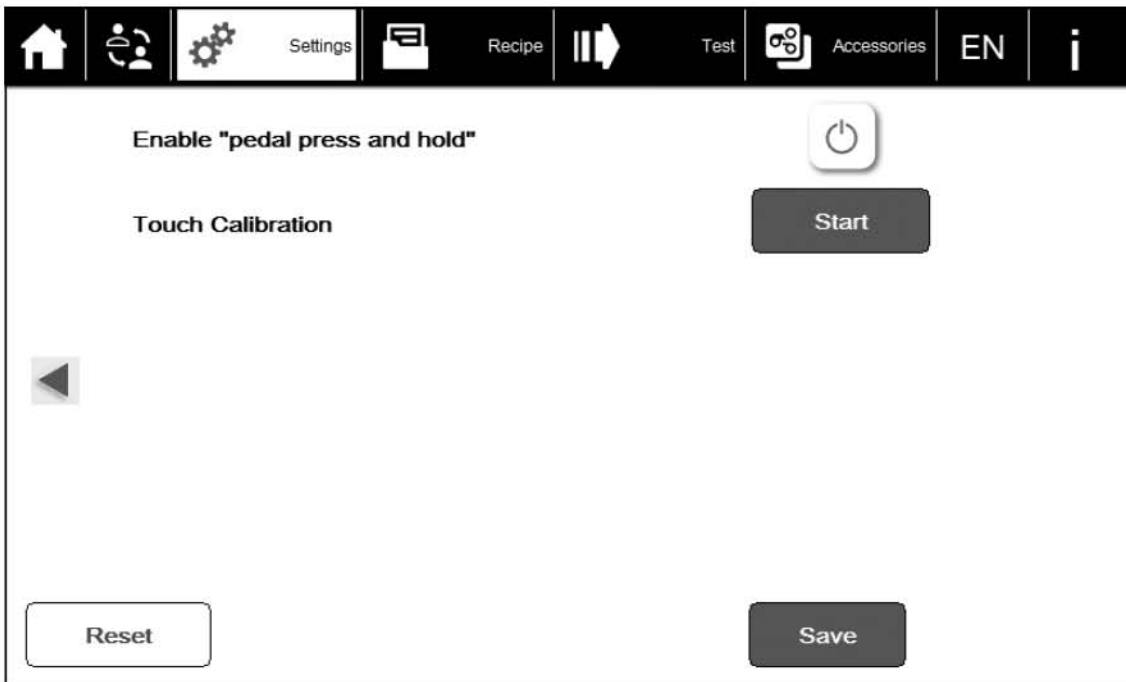 Settings
Recipe
Test
Accessories
EN
i
Enable "pedal press and hold"
Touch Calibration
Start
Reset
Save